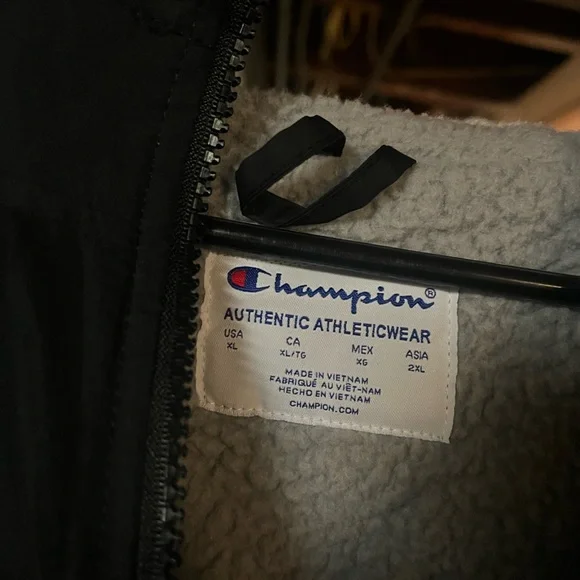 Champion®
AUTHENTIC ATHLETICWEAR
USA CA MEX ASIA
XL XL/TG XG 2XL
MADE IN VIETNAM
FABRIQUÉ AU VIÊT-NAM
HECHO EN VIETNAM
CHAMPION.COM